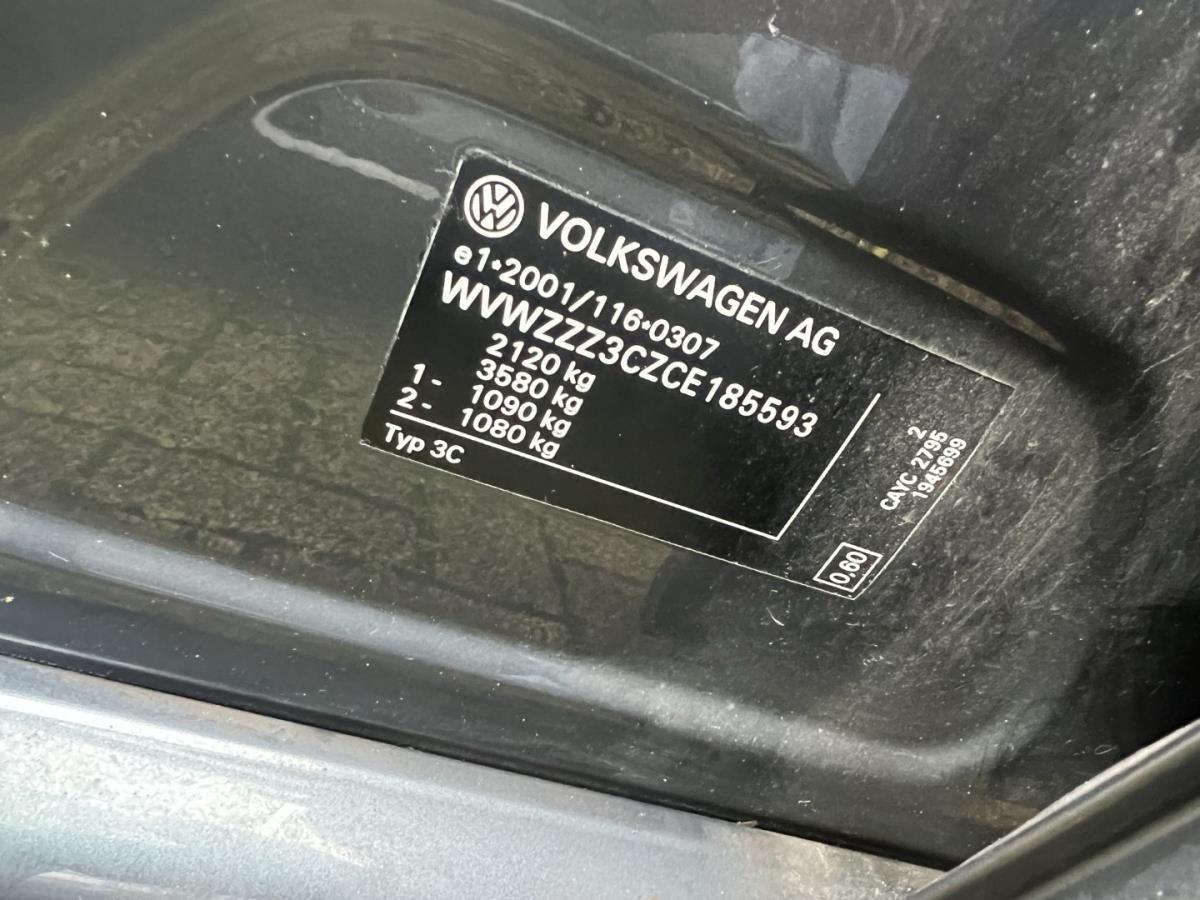 VOLKSWAGEN AG
e1*2001/116*0307
WVWZZZ3CZCE185593
2120 kg
3580 kg
1- 1090 kg
2- 1080 kg
Typ 3C
2
CAYC 2795
1945699
0,60